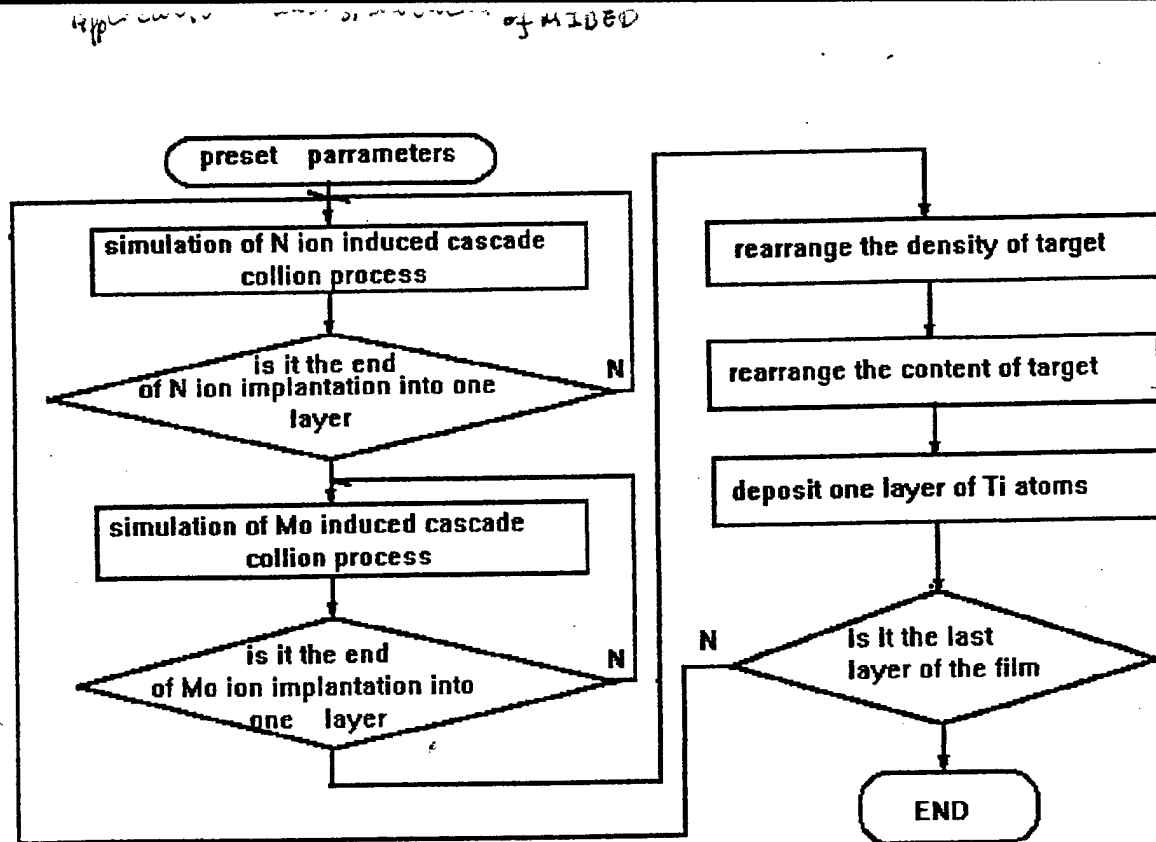 of MIBED
preset parrameters
simulation of N ion induced cascade
collion process
is it the end
of N ion implantation into one
layer
N
simulation of Mo induced cascade
collion process
is it the end
of Mo ion implantation into
one layer
N
rearrange the density of target
rearrange the content of target
deposit one layer of Ti atoms
is it the last
layer of the film
N
END